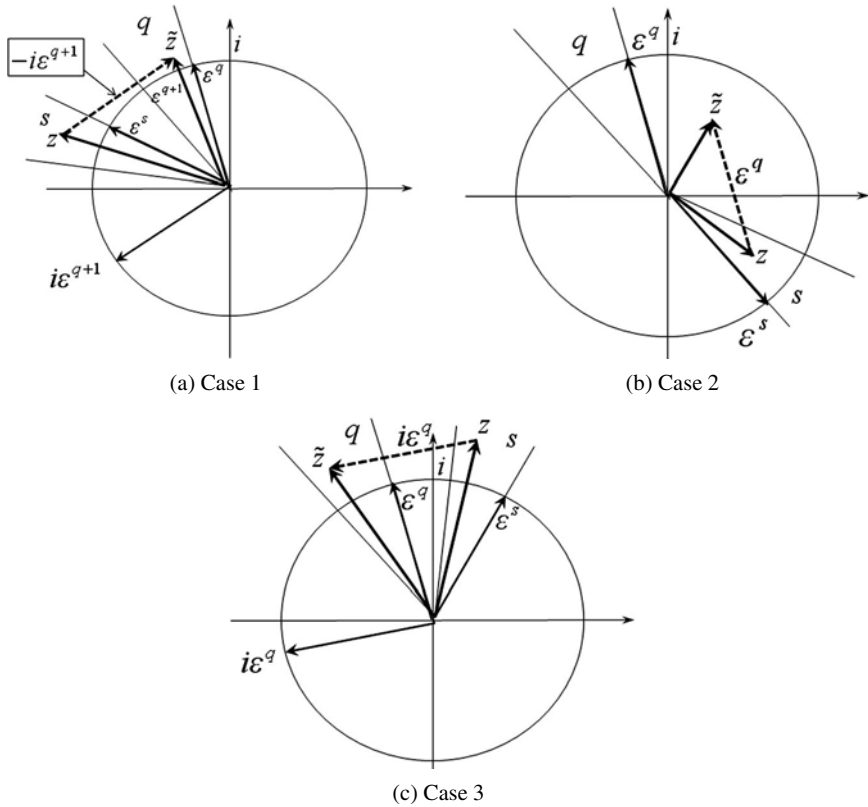 q
z̃
i
−iε^{q+1}
ε^q
ε^{q+1}
s
ε^s
z
iε^{q+1}
(a) Case 1
q
ε^q
i
z̃
ε^q
z
s
ε^s
(b) Case 2
q
iε^q
z
s
z̃
i
ε^q
ε^s
iε^q
(c) Case 3